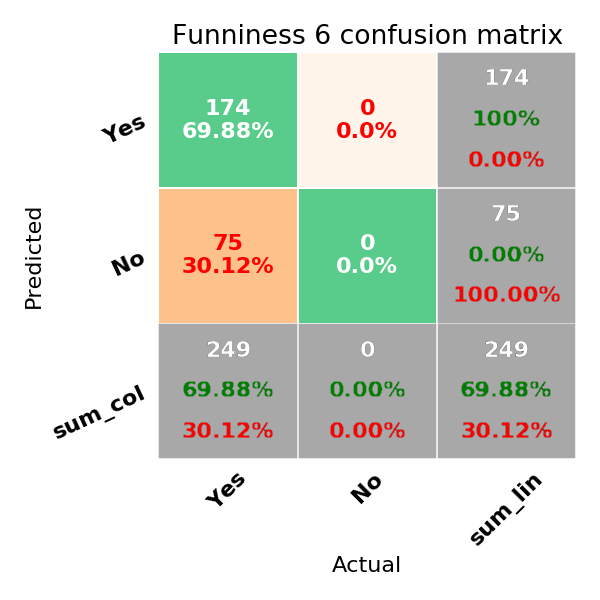 Funniness 6 confusion matrix
Predicted
Yes
174
69.88%
0
0.0%
174
100%
0.00%
No
75
30.12%
0
0.0%
75
0.00%
100.00%
sum_col
249
69.88%
30.12%
0
0.00%
0.00%
249
69.88%
30.12%
Yes
No
sum_lin
Actual